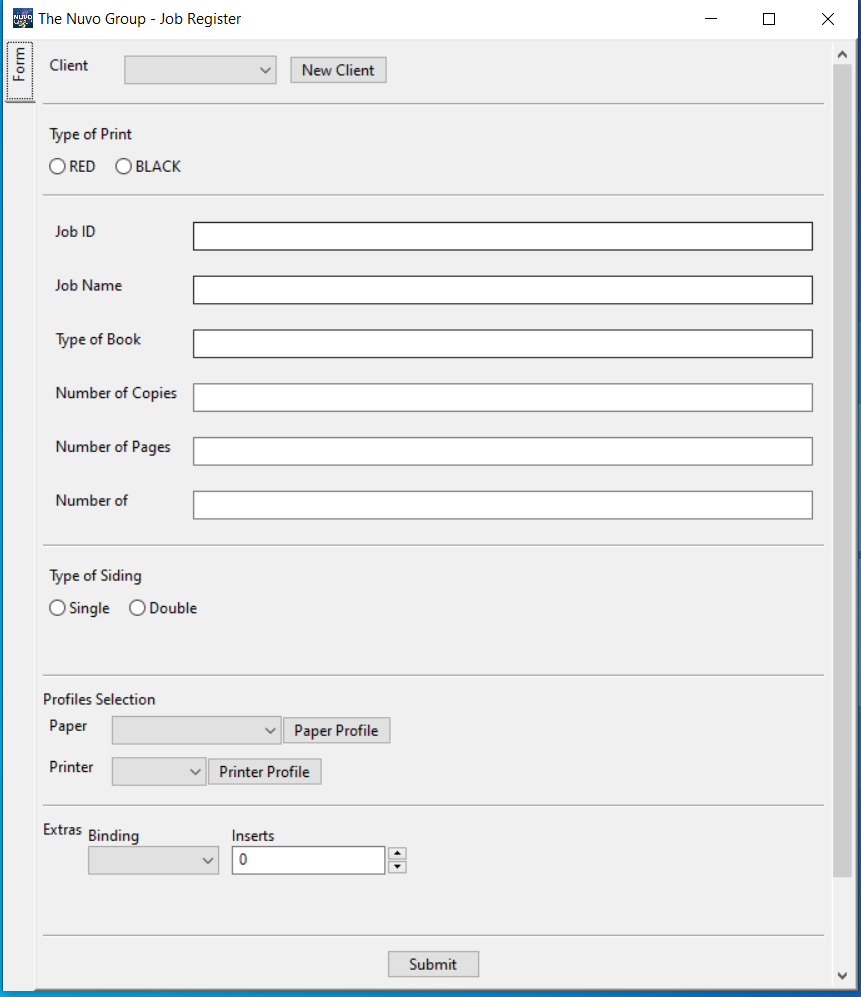 NUVO
The Nuvo Group - Job Register
Form
Client
New Client
Type of Print
RED BLACK
Job ID
Job Name
Type of Book
Number of Copies
Number of Pages
Number of
Type of Siding
Single Double
Profiles Selection
Paper Paper Profile
Printer Printer Profile
Extras Binding Inserts
0
Submit